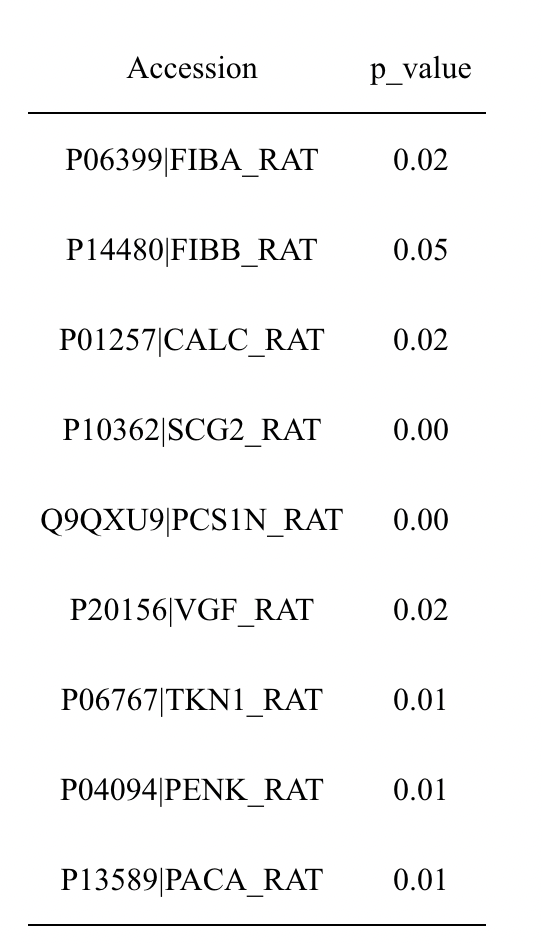 Accession p_value
P06399|FIBA_RAT 0.02
P14480|FIBB_RAT 0.05
P01257|CALC_RAT 0.02
P10362|SCG2_RAT 0.00
Q9QXU9|PCS1N_RAT 0.00
P20156|VGF_RAT 0.02
P06767|TKN1_RAT 0.01
P04094|PENK_RAT 0.01
P13589|PACA_RAT 0.01